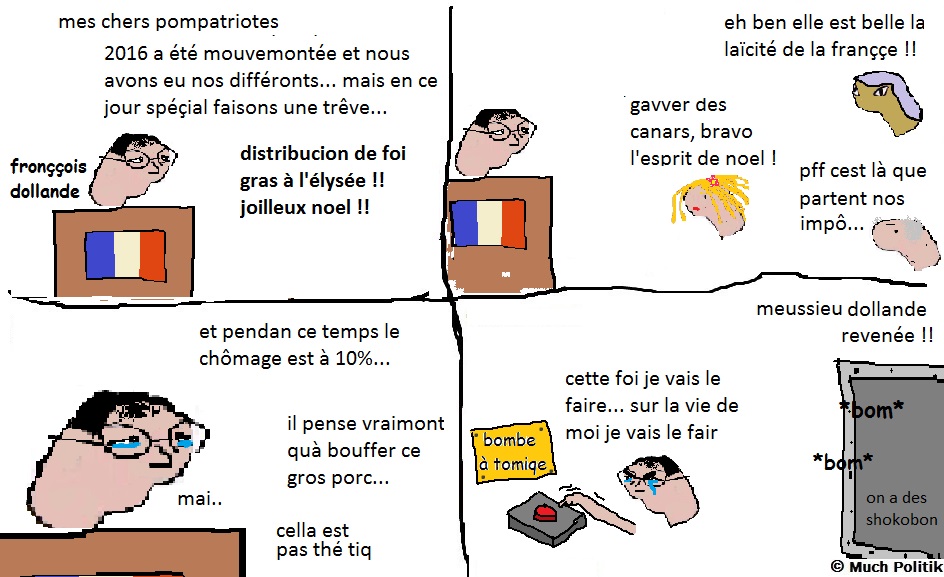 mes chers pompatriotes
2016 a été mouvemontée et nous
avons eu nos différonts... mais en ce
jour spéçial faisons une trêve...
fronççois
dollande
distribucion de foi
gras à l'élysée !!
joilleux noel !!
eh ben elle est belle la
laïcité de la françce !!
gavver des
canars, bravo
l'esprit de noel !
pff cest là que
partent nos
impô...
et pendan ce temps le
chômage est à 10%...
il pense vraimont
quà bouffer ce
gros porc...
mai..
cella est
pas thé tiq
meussieu dollande
revenée !!
cette foi je vais le
faire... sur la vie de
moi je vais le fair
bombe
à tomiqe
*bom*
*bom*
on a des
shokobon
© Much Politik